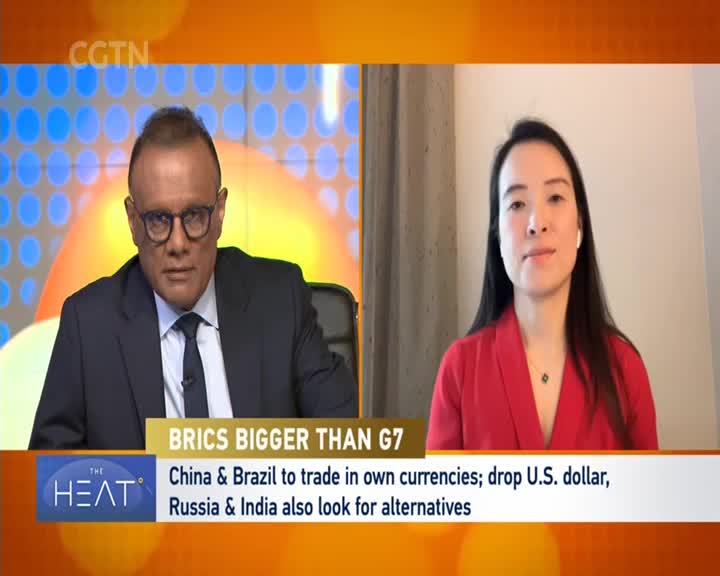 CGTN
BRICS BIGGER THAN G7
THE
HEAT
China & Brazil to trade in own currencies; drop U.S. dollar,
Russia & India also look for alternatives